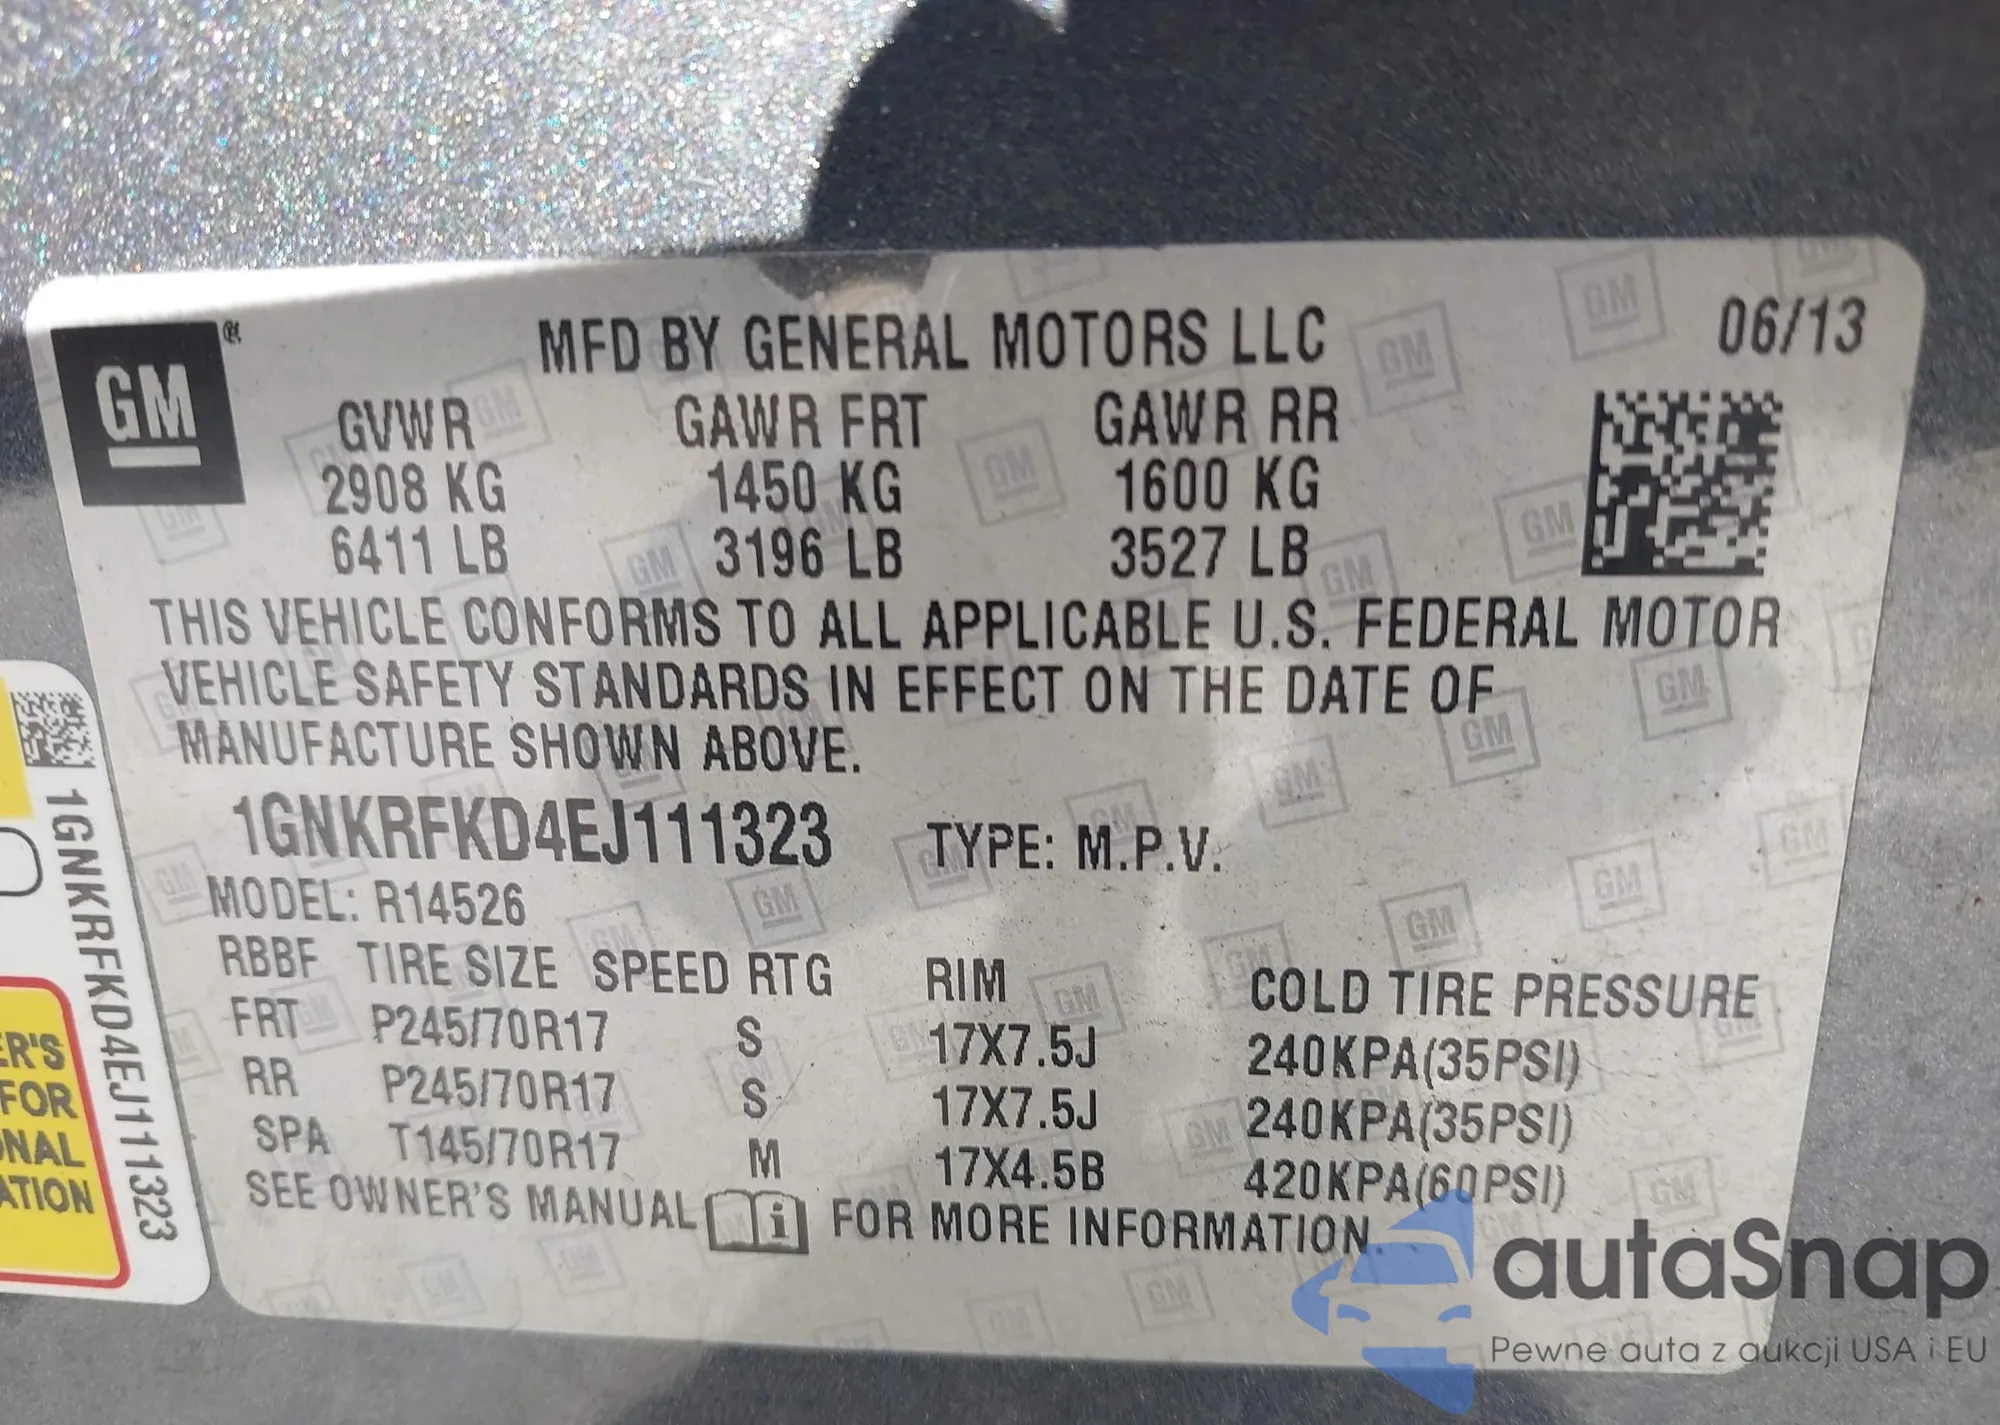 GM®
MFD BY GENERAL MOTORS LLC 06/13
GVWR GAWR FRT GAWR RR
2908 KG 1450 KG 1600 KG
6411 LB 3196 LB 3527 LB
THIS VEHICLE CONFORMS TO ALL APPLICABLE U.S. FEDERAL MOTOR
VEHICLE SAFETY STANDARDS IN EFFECT ON THE DATE OF
MANUFACTURE SHOWN ABOVE.
1GNKRFKD4EJ111323 TYPE: M.P.V.
MODEL: R14526
RBBF TIRE SIZE SPEED RTG RIM COLD TIRE PRESSURE
FRT P245/70R17 S 17X7.5J 240KPA(35PSI)
RR P245/70R17 S 17X7.5J 240KPA(35PSI)
SPA T145/70R17 M 17X4.5B 420KPA(60PSI)
SEE OWNER'S MANUAL i FOR MORE INFORMATION.
1GNKRFKD4EJ111323
ER'S
FOR
ONAL
ATION
autaSnap
Pewne auta z aukcji USA i EU